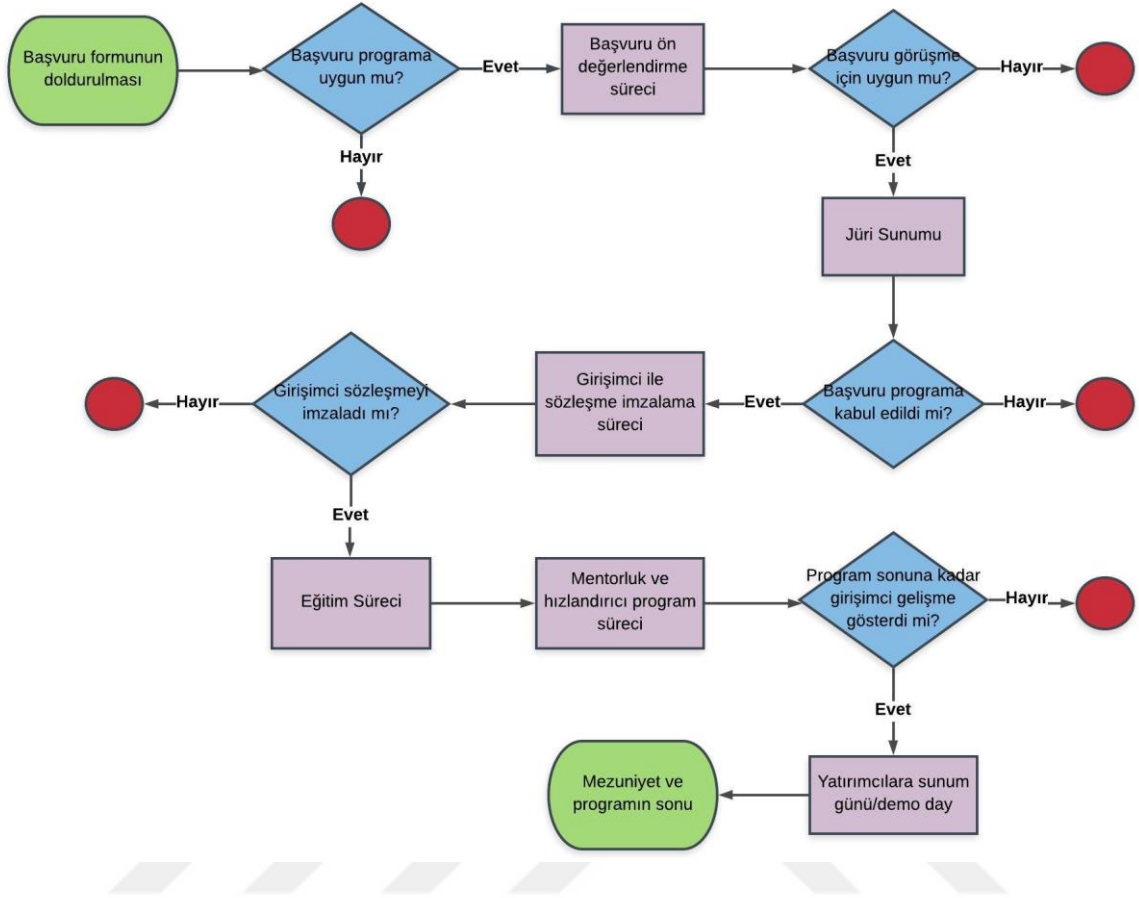 Başvuru formunun
doldurulması
Başvuru programa
uygun mu?
Evet
Başvuru ön
değerlendirme
süreci
Başvuru görüşme
için uygun mu?
Hayır
Hayır
Evet
Jüri Sunumu
Hayır
Girişimci sözleşmeyi
imzaladı mı?
Girişimci ile
sözleşme imzalama
süreci
Evet
Başvuru programa
kabul edildi mi?
Hayır
Evet
Eğitim Süreci
Mentorluk ve
hızlandırıcı program
süreci
Program sonuna kadar
girişimci gelişme
gösterdi mi?
Hayır
Evet
Mezuniyet ve
programın sonu
Yatırımcılara sunum
günü/demo day